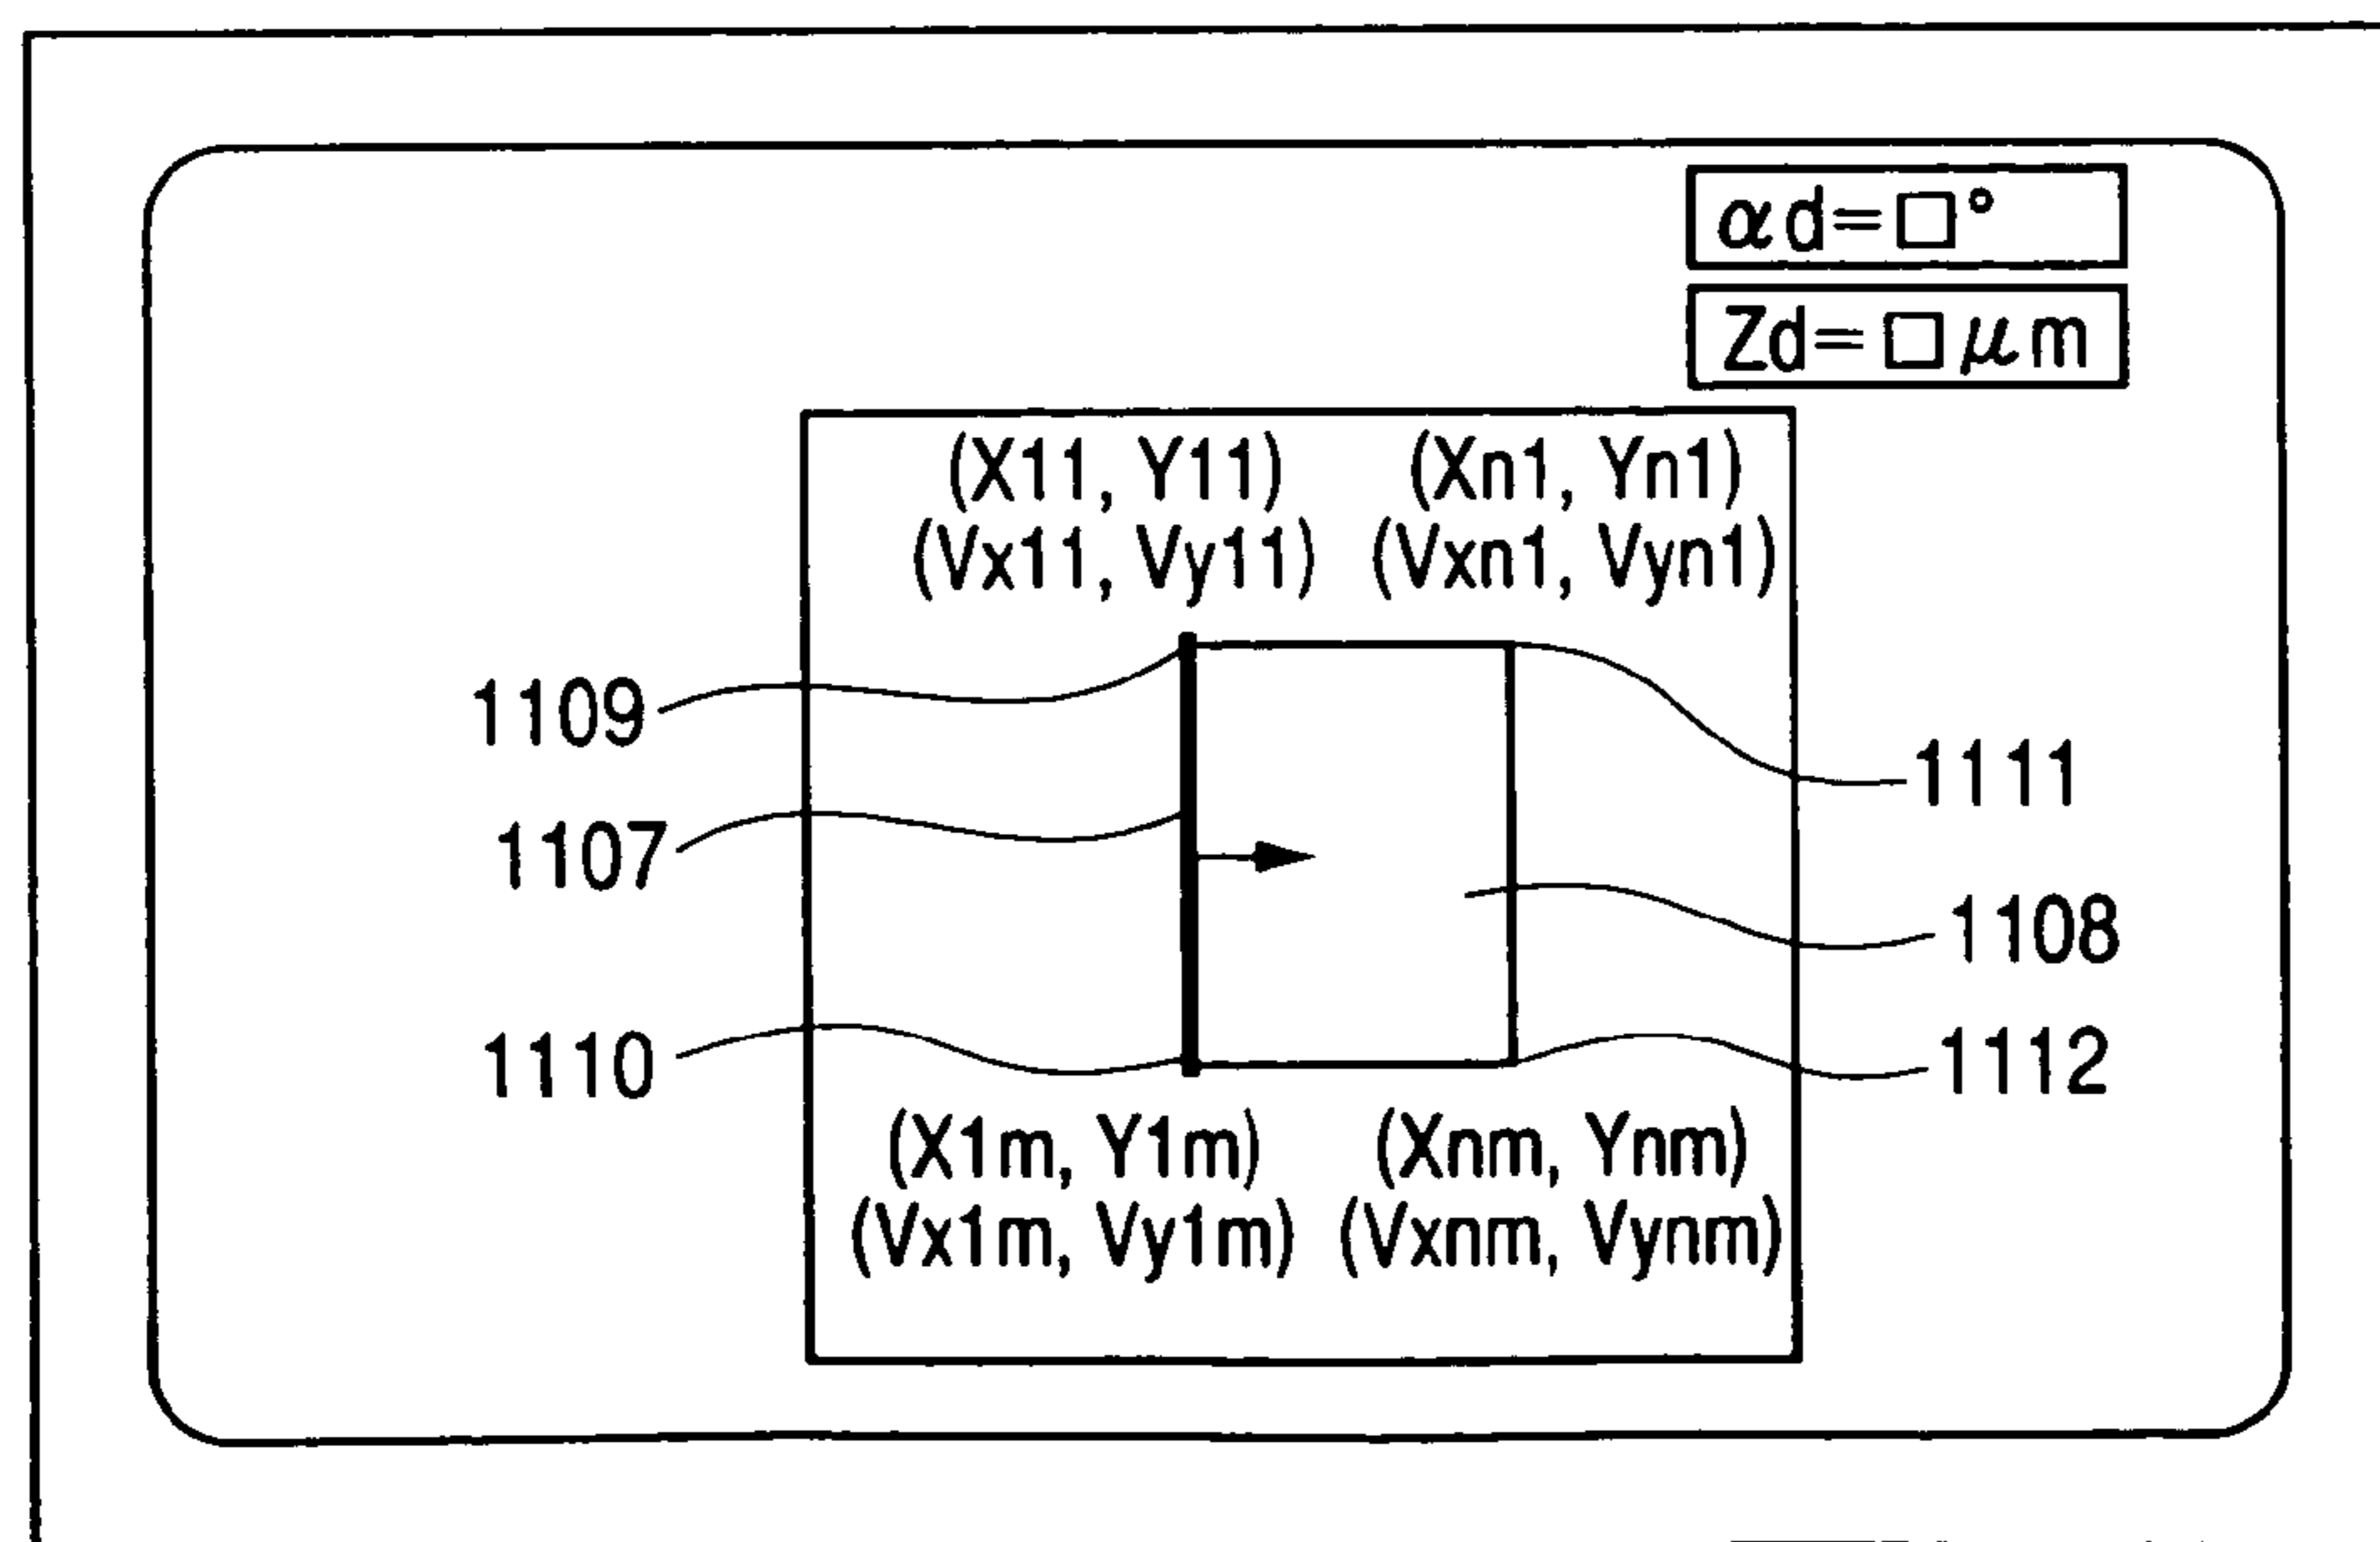 αd=□°
Zd=□μm
(X11, Y11) (Xn1, Yn1)
(Vx11, Vy11) (Vxn1, Vyn1)
1109
1111
1107
1108
1110
1112
(X1m, Y1m) (Xnm, Ynm)
(Vx1m, Vy1m) (Vxnm, Vynm)